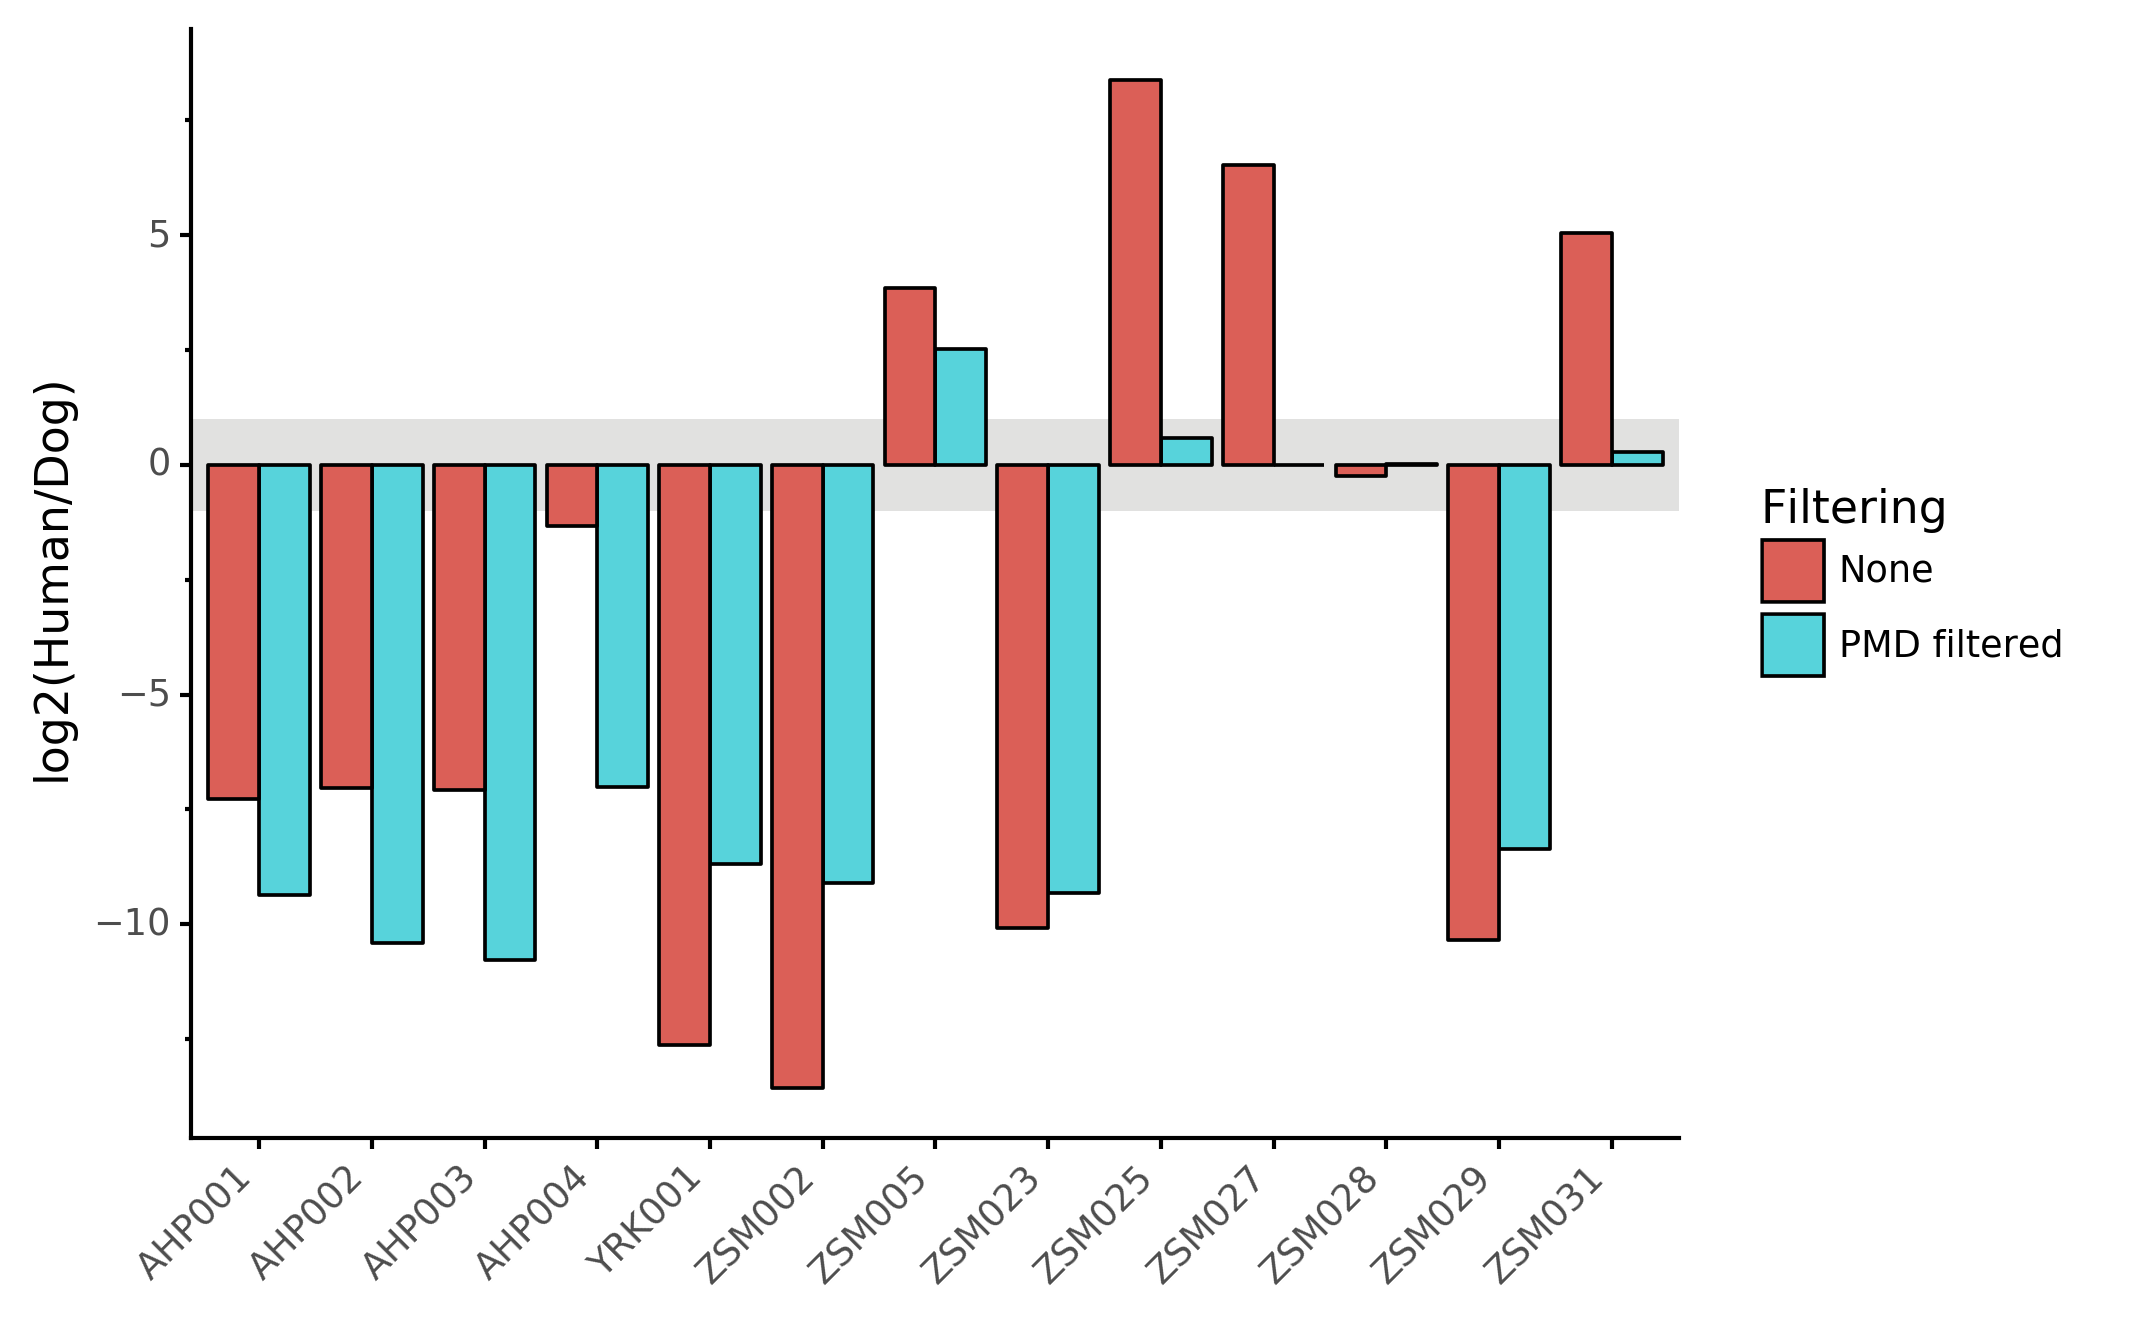 log2(Human/Dog)
5
0
−5
−10
AHP001
AHP002
AHP003
AHP004
YRK001
ZSM002
ZSM005
ZSM023
ZSM025
ZSM027
ZSM028
ZSM029
ZSM031
Filtering
None
PMD filtered